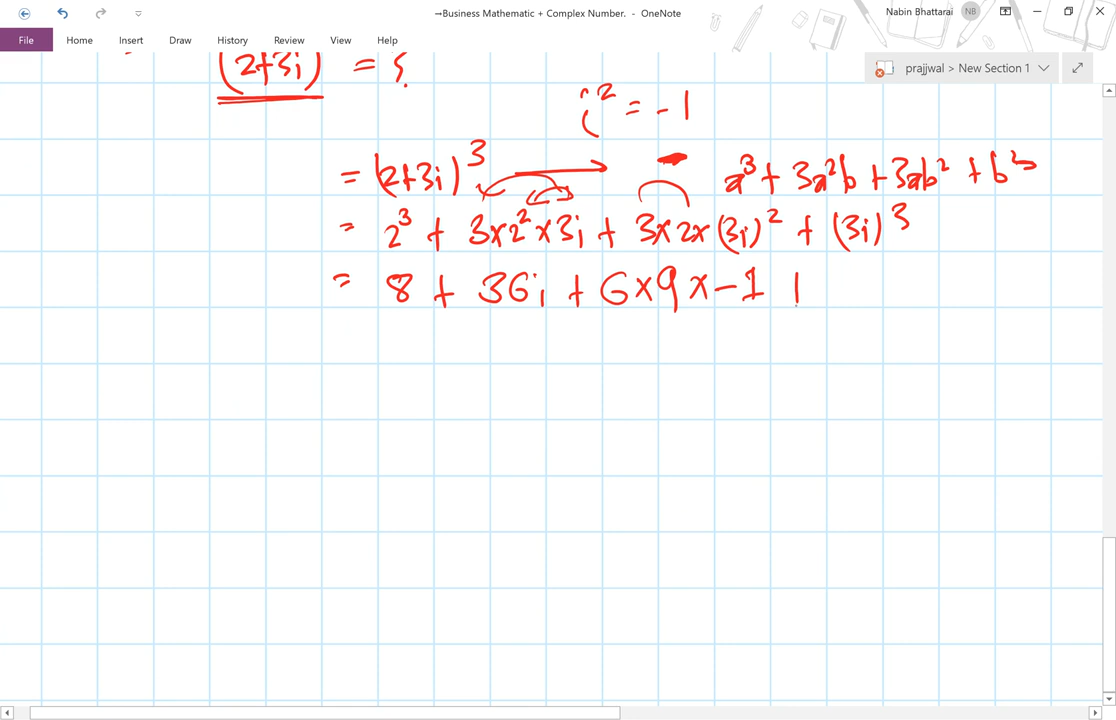 →Business Mathematic + Complex Number. - OneNote
Nabin Bhattarai NB
File Home Insert Draw History Review View Help
prajjwal > New Section 1
(2+3i) = ?
i² = -1
= (2+3i)³ a³ + 3a²b + 3ab² + b³
= 2³ + 3×2²×3i + 3×2×(3i)² + (3i)³
= 8 + 36i + 6×9×-1